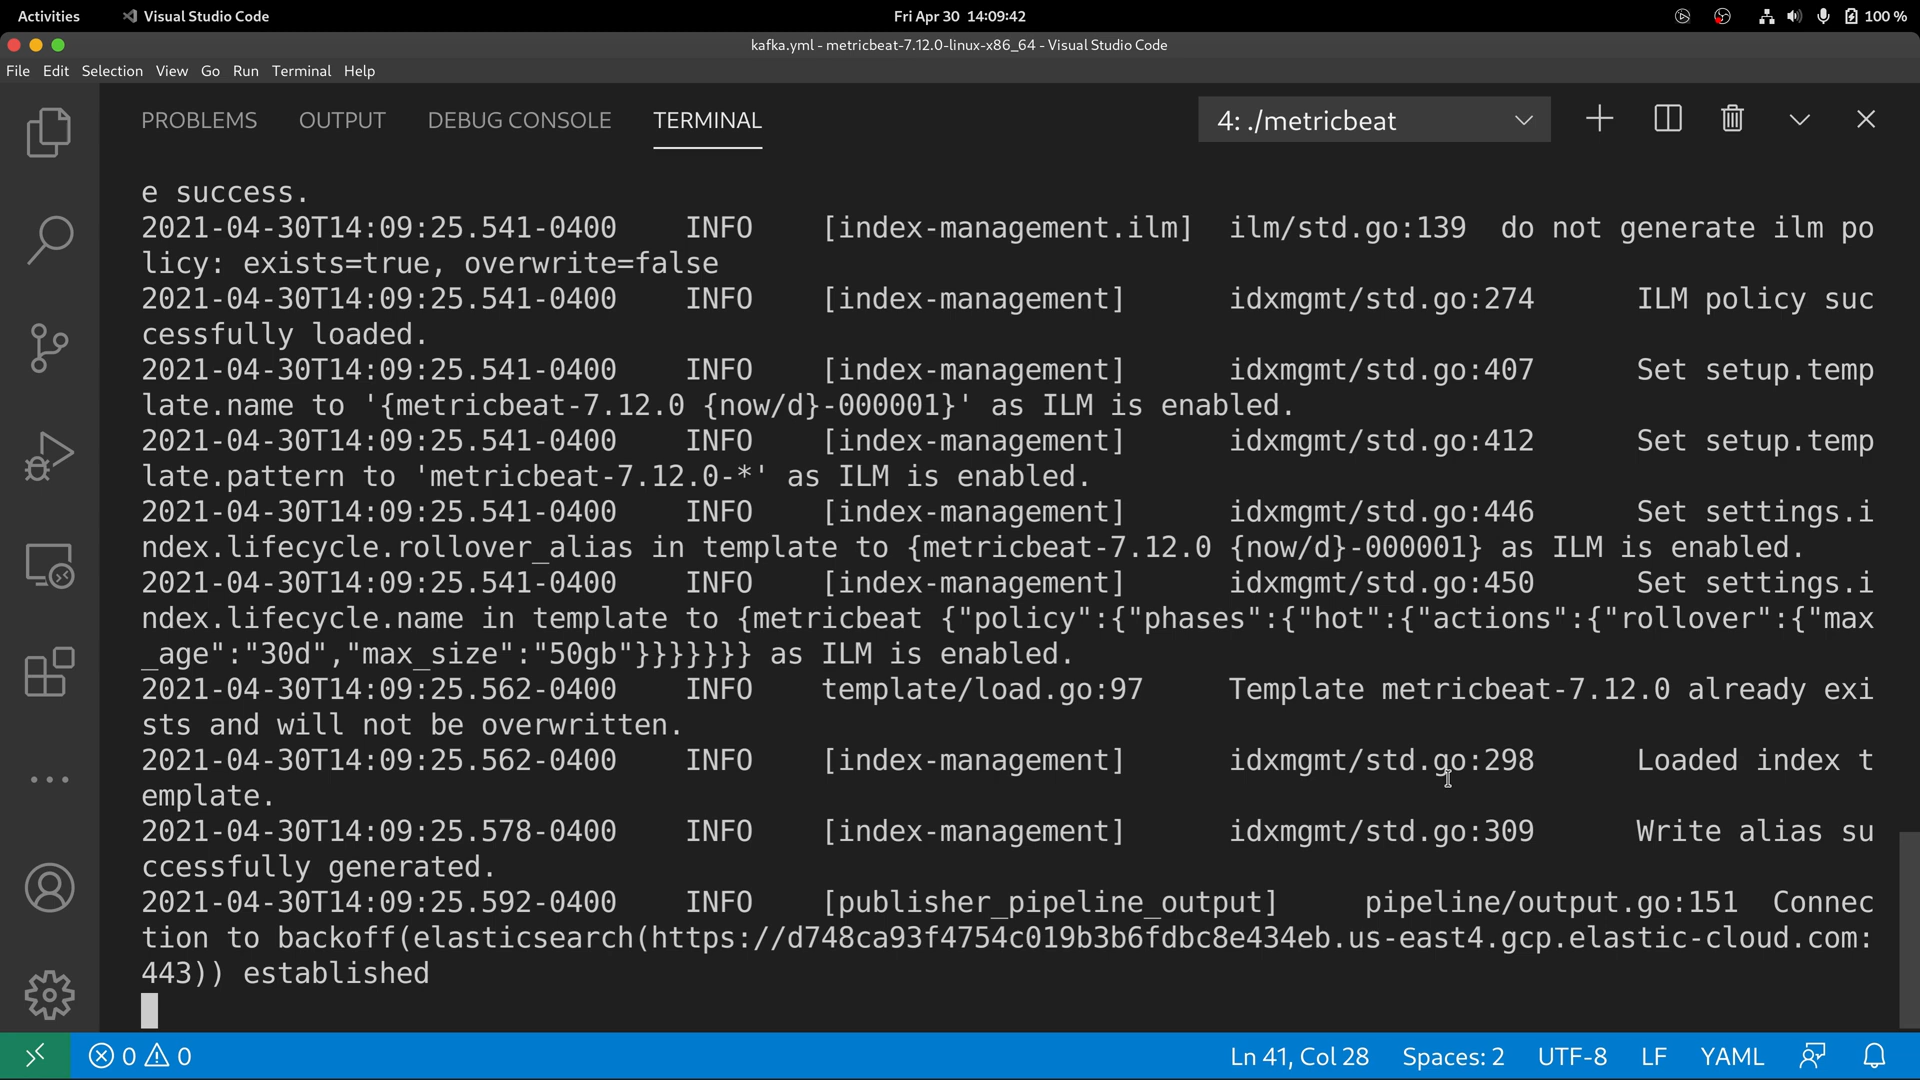 Activities
Visual Studio Code
Fri Apr 30 14:09:42
100 %
kafka.yml - metricbeat-7.12.0-linux-x86_64 - Visual Studio Code
File Edit Selection View Go Run Terminal Help
PROBLEMS OUTPUT DEBUG CONSOLE TERMINAL
4: ./metricbeat
e success.
2021-04-30T14:09:25.541-0400 INFO [index-management.ilm] ilm/std.go:139 do not generate ilm po
licy: exists=true, overwrite=false
2021-04-30T14:09:25.541-0400 INFO [index-management] idxmgmt/std.go:274 ILM policy suc
cessfully loaded.
2021-04-30T14:09:25.541-0400 INFO [index-management] idxmgmt/std.go:407 Set setup.temp
late.name to '{metricbeat-7.12.0 {now/d}-000001}' as ILM is enabled.
2021-04-30T14:09:25.541-0400 INFO [index-management] idxmgmt/std.go:412 Set setup.temp
late.pattern to 'metricbeat-7.12.0-*' as ILM is enabled.
2021-04-30T14:09:25.541-0400 INFO [index-management] idxmgmt/std.go:446 Set settings.i
ndex.lifecycle.rollover_alias in template to {metricbeat-7.12.0 {now/d}-000001} as ILM is enabled.
2021-04-30T14:09:25.541-0400 INFO [index-management] idxmgmt/std.go:450 Set settings.i
ndex.lifecycle.name in template to {metricbeat {"policy":{"phases":{"hot":{"actions":{"rollover":{"max
_age":"30d","max_size":"50gb"}}}}}}} as ILM is enabled.
2021-04-30T14:09:25.562-0400 INFO template/load.go:97 Template metricbeat-7.12.0 already exi
sts and will not be overwritten.
2021-04-30T14:09:25.562-0400 INFO [index-management] idxmgmt/std.go:298 Loaded index t
emplate.
2021-04-30T14:09:25.578-0400 INFO [index-management] idxmgmt/std.go:309 Write alias su
ccessfully generated.
2021-04-30T14:09:25.592-0400 INFO [publisher_pipeline_output] pipeline/output.go:151 Connec
tion to backoff(elasticsearch(https://d748ca93f4754c019b3b6fdbc8e434eb.us-east4.gcp.elastic-cloud.com:
443)) established
0 0 Ln 41, Col 28 Spaces: 2 UTF-8 LF YAML